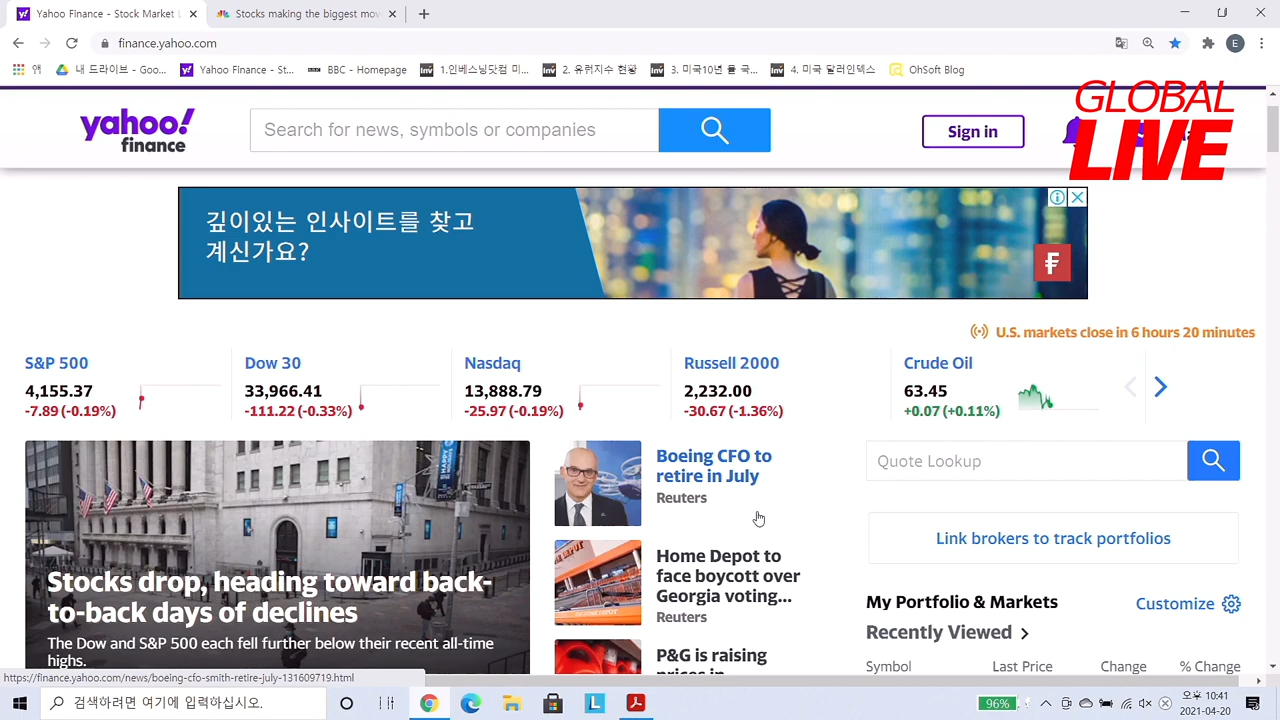 Yahoo Finance - Stock Market L
Stocks making the biggest mov
finance.yahoo.com
앱
내 드라이브 - Goo...
Yahoo FInance - St...
BBC - Homepage
1.인베스닝닷컴 미...
2. 유럽지수 현황
3. 미국10년 률 국...
4. 미국 달러인덱스
OhSoft Blog
GLOBAL
LIVE
yahoo!
finance
Search for news, symbols or companies
Sign in
깊이있는 인사이트를 찾고
계신가요?
U.S. markets close in 6 hours 20 minutes
S&P 500
4,155.37
-7.89 (-0.19%)
Dow 30
33,966.41
-111.22 (-0.33%)
Nasdaq
13,888.79
-25.97 (-0.19%)
Russell 2000
2,232.00
-30.67 (-1.36%)
Crude Oil
63.45
+0.07 (+0.11%)
Stocks drop, heading toward back-
to-back days of declines
The Dow and S&P 500 each fell further below their recent all-time
highs.
Boeing CFO to
retire in July
Reuters
Home Depot to
face boycott over
Georgia voting...
Reuters
P&G is raising
Quote Lookup
Link brokers to track portfolios
My Portfolio & Markets
Customize
Recently Viewed
Symbol
Last Price
Change
% Change
https://finance.yahoo.com/news/boeing-cfo-smith-retire-july-131609719.html
검색하려면 여기에 입력하십시오.
96%
오후 10:41
2021-04-20